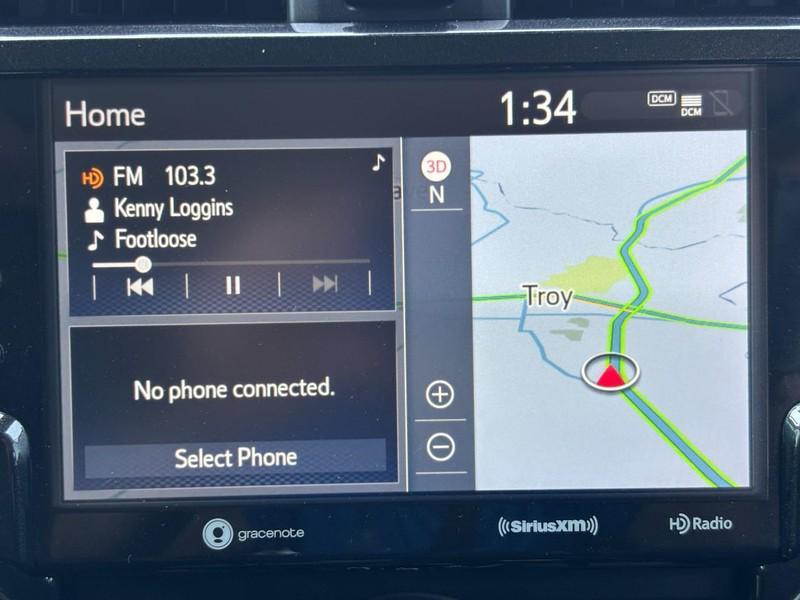 Home
1:34
DCM
DCM
HD FM 103.3
Kenny Loggins
Footloose
3D
N
Troy
No phone connected.
Select Phone
gracenote
SiriusXM
HD Radio